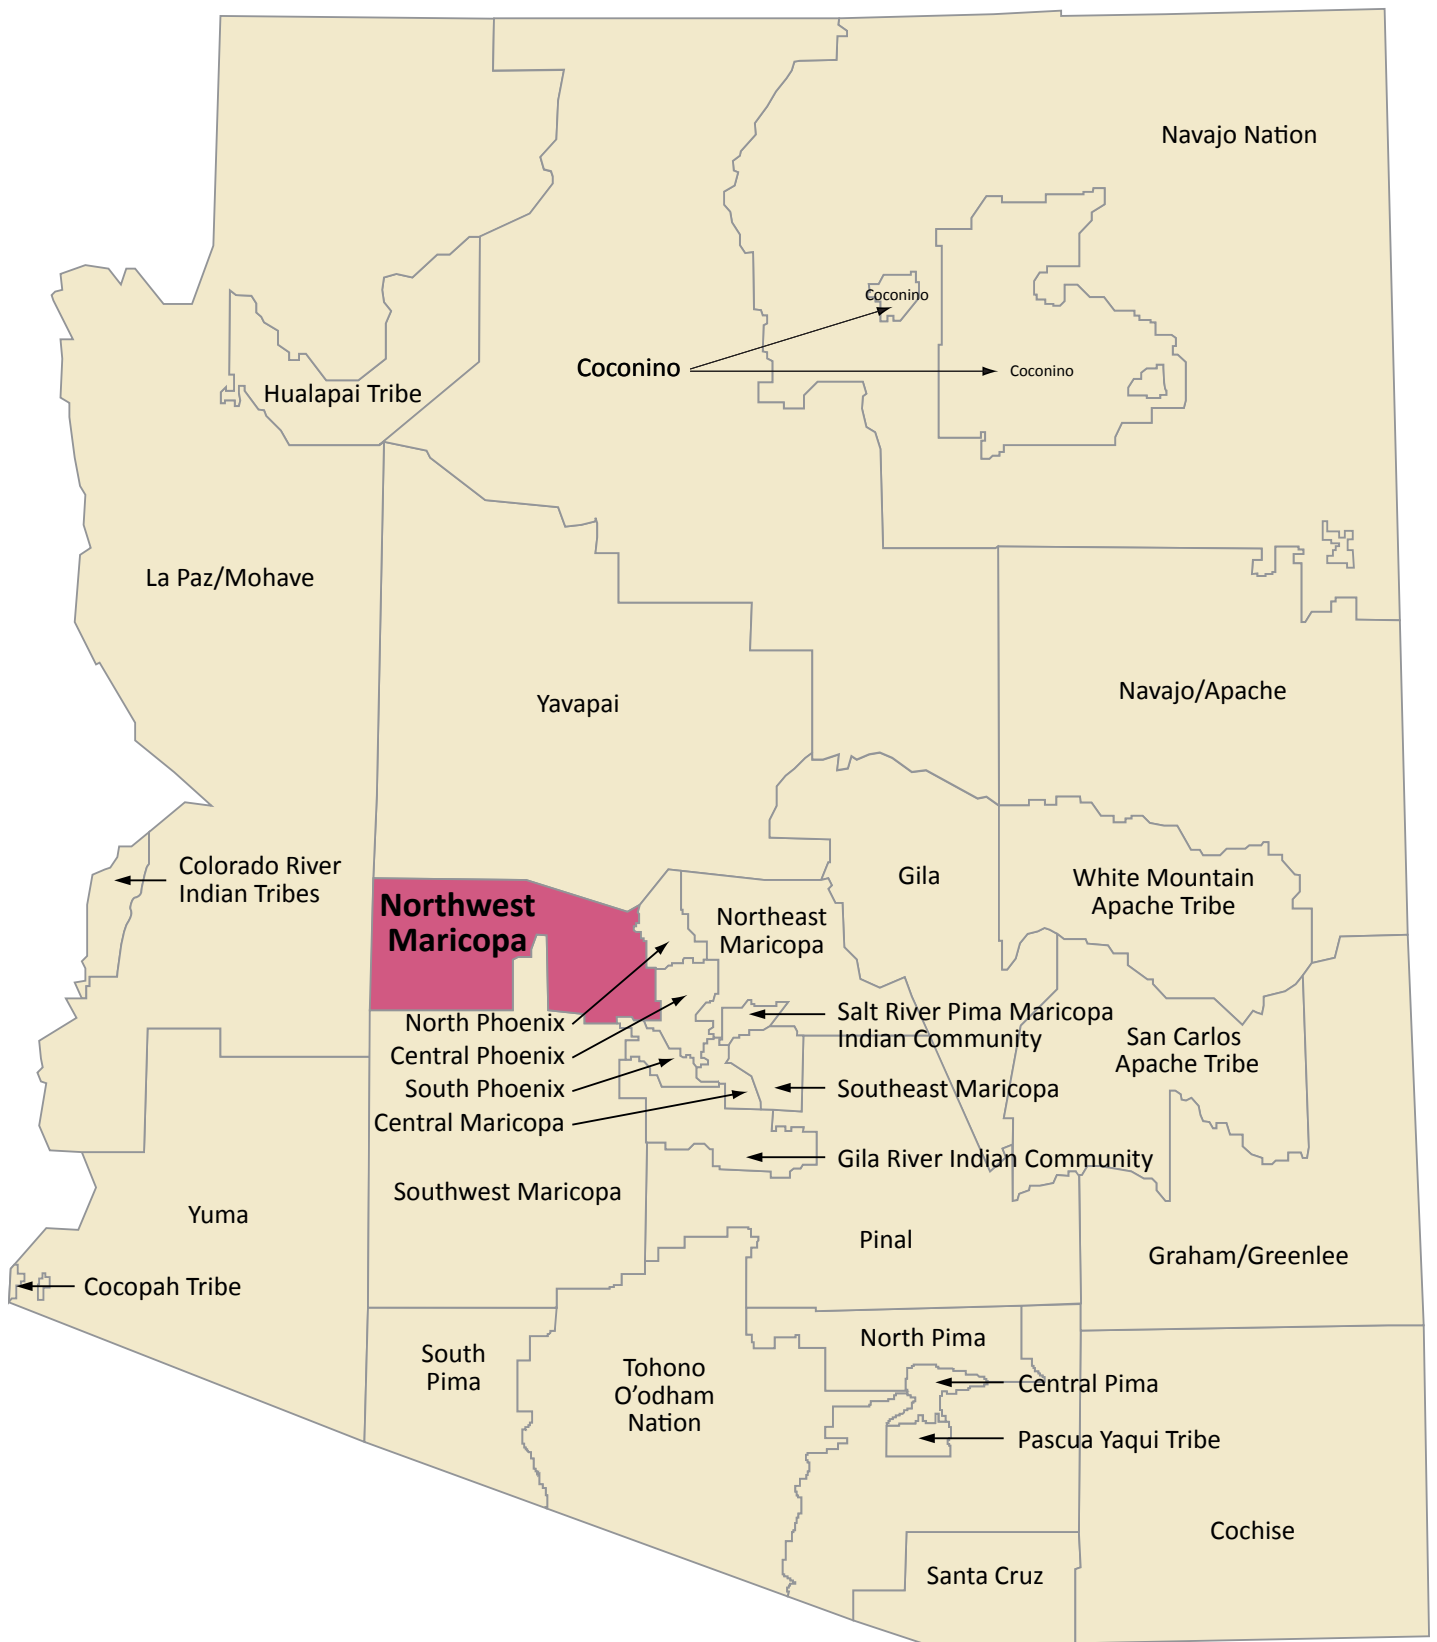 Navajo Nation
Coconino
Coconino
Coconino
Hualapai Tribe
La Paz/Mohave
Yavapai
Navajo/Apache
Colorado River
Indian Tribes
Northwest
Maricopa
Northeast
Maricopa
Gila
White Mountain
Apache Tribe
North Phoenix
Central Phoenix
South Phoenix
Central Maricopa
Salt River Pima Maricopa
Indian Community
San Carlos
Apache Tribe
Southeast Maricopa
Gila River Indian Community
Southwest Maricopa
Yuma
Pinal
Graham/Greenlee
Cocopah Tribe
South
Pima
Tohono
O’odham
Nation
North Pima
Central Pima
Pascua Yaqui Tribe
Cochise
Santa Cruz